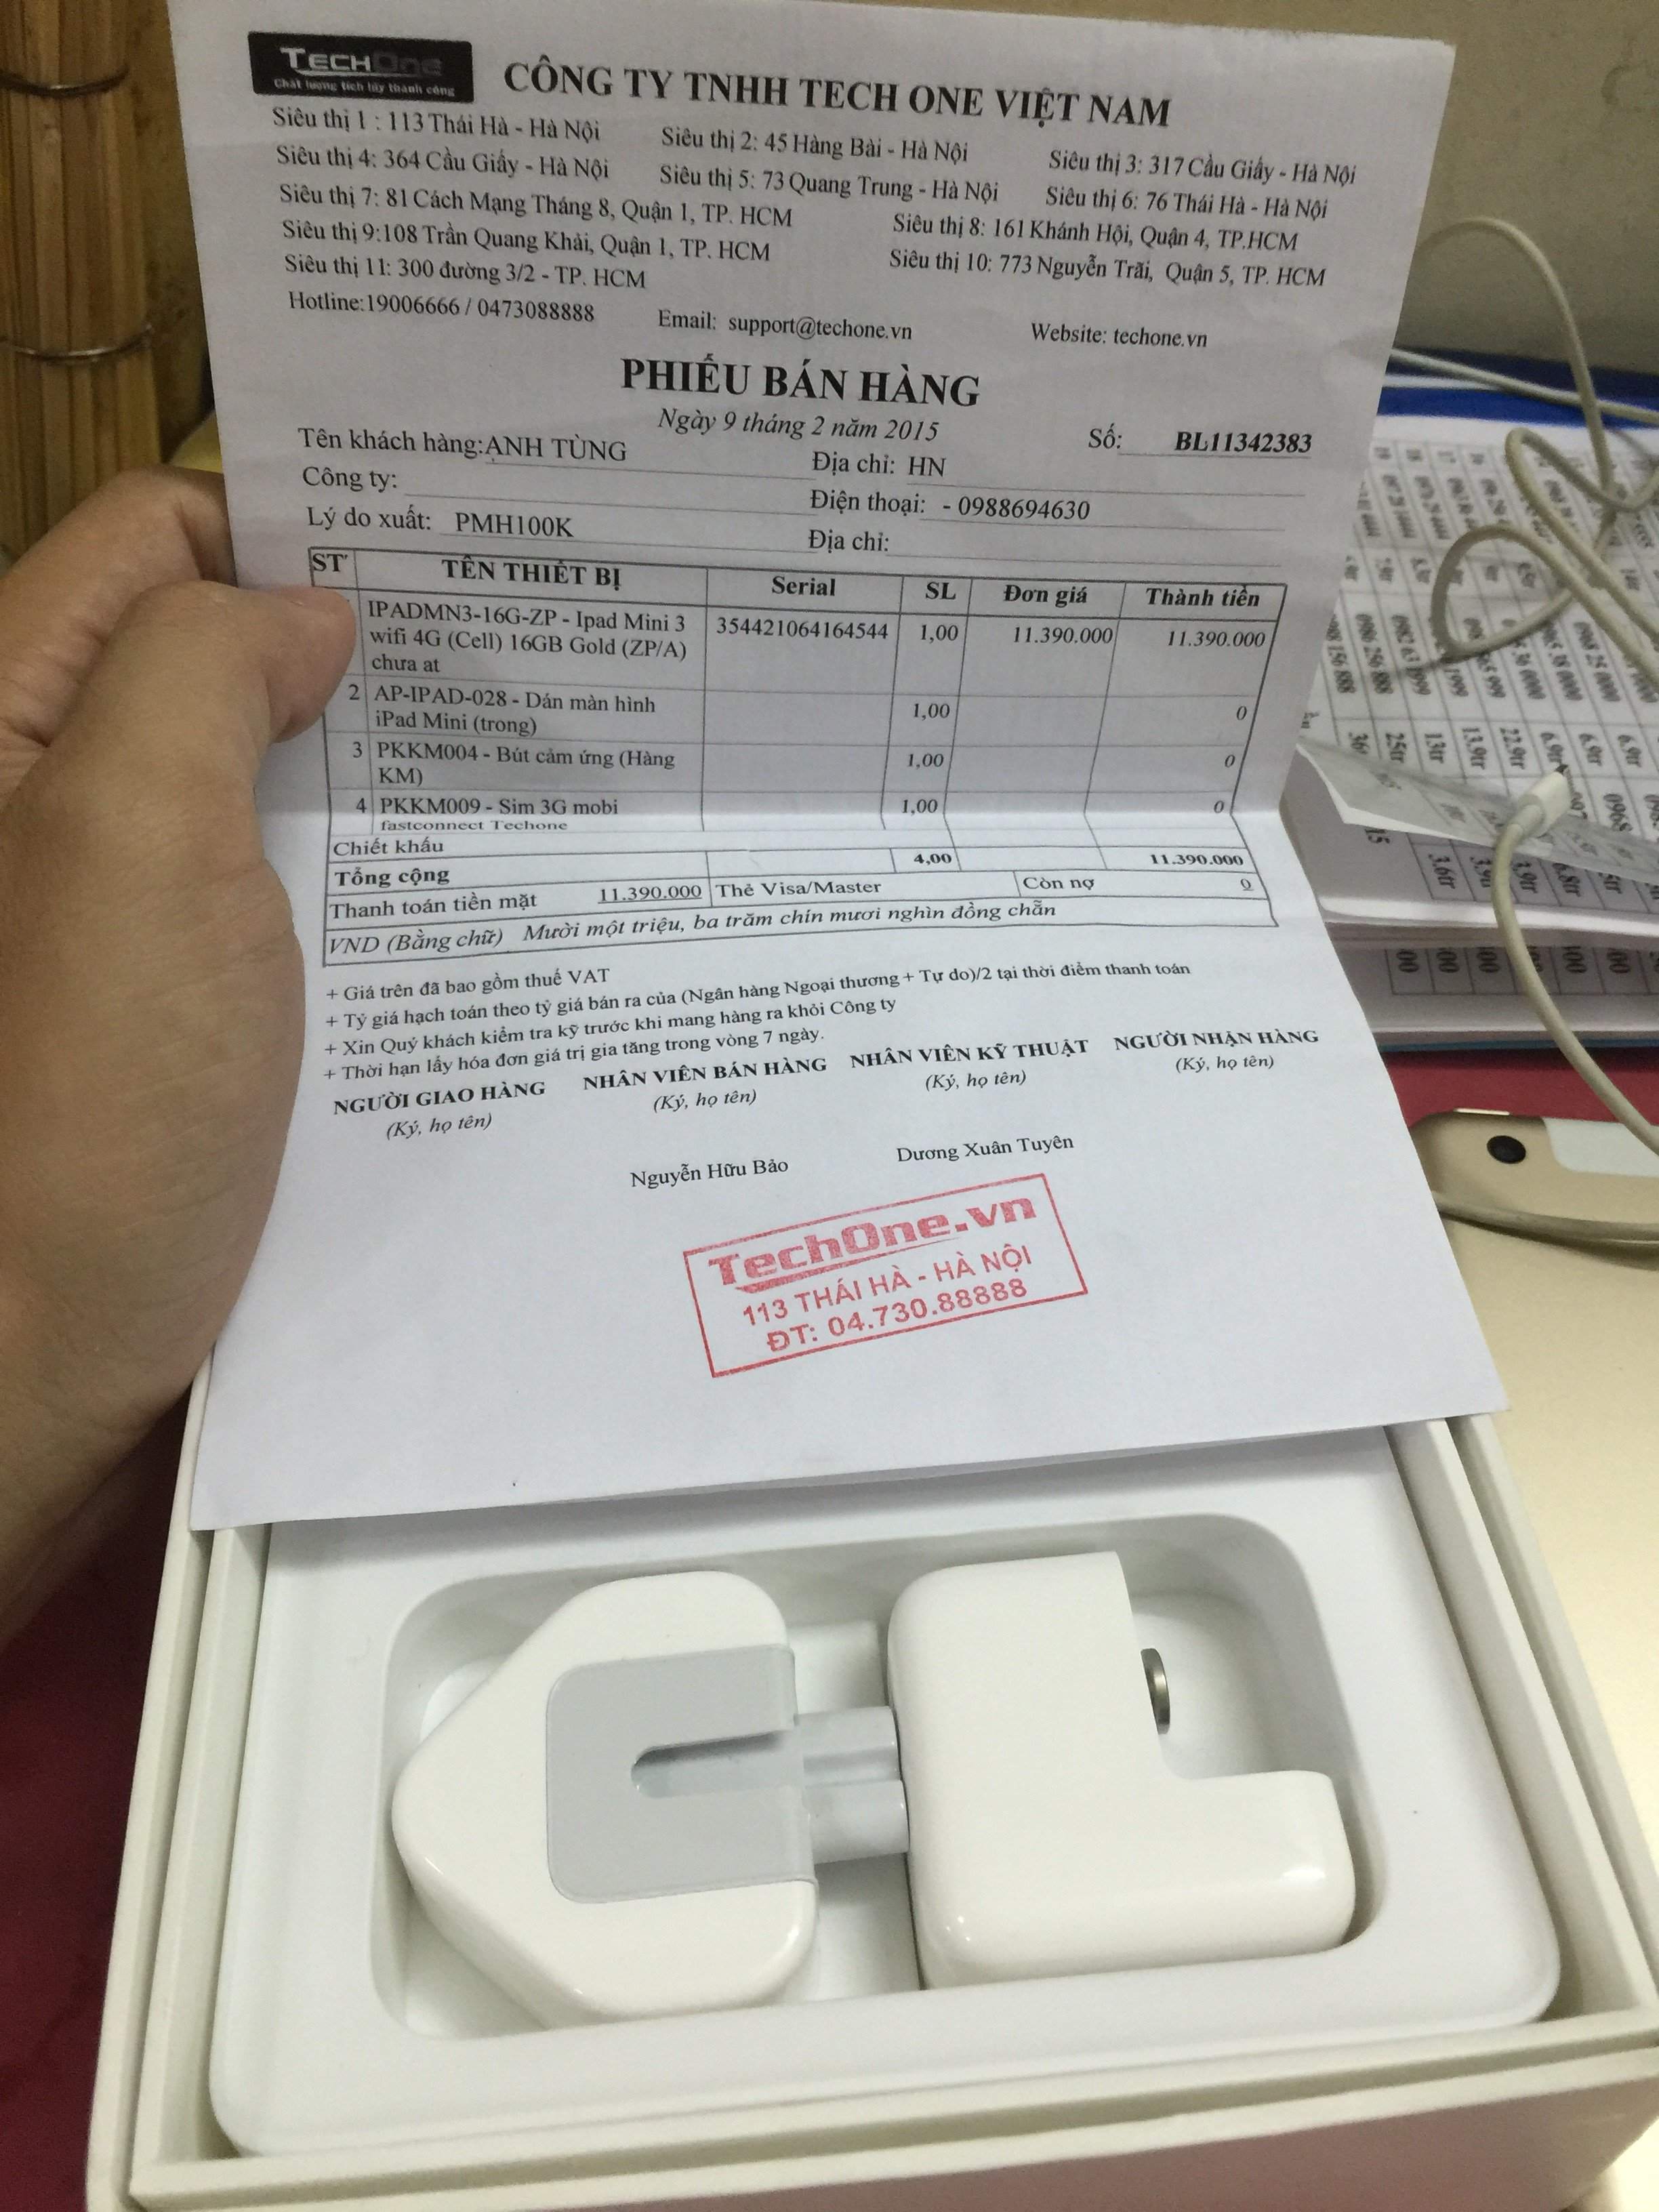 TECHOne
Chất lượng tích lũy thành công
CÔNG TY TNHH TECH ONE VIỆT NAM
Siêu thị 1 : 113 Thái Hà - Hà Nội Siêu thị 2: 45 Hàng Bài - Hà Nội Siêu thị 3: 317 Cầu Giấy - Hà Nội
Siêu thị 4: 364 Cầu Giấy - Hà Nội Siêu thị 5: 73 Quang Trung - Hà Nội Siêu thị 6: 76 Thái Hà - Hà Nội
Siêu thị 7: 81 Cách Mạng Tháng 8, Quận 1, TP. HCM Siêu thị 8: 161 Khánh Hội, Quận 4, TP.HCM
Siêu thị 9:108 Trần Quang Khải, Quận 1, TP. HCM Siêu thị 10: 773 Nguyễn Trãi, Quận 5, TP. HCM
Siêu thị 11: 300 đường 3/2 - TP. HCM
Hotline:19006666 / 0473088888 Email: support@techone.vn Website: techone.vn
PHIẾU BÁN HÀNG
Ngày 9 tháng 2 năm 2015
Số: BL11342383
Tên khách hàng:ANH TÙNG Địa chỉ: HN
Công ty: Điện thoại: - 0988694630
Lý do xuất: PMH100K Địa chỉ:
ST TÊN THIẾT BỊ Serial SL Đơn giá Thành tiền
IPADMN3-16G-ZP - Ipad Mini 3 354421064164544 1,00 11.390.000 11.390.000
wifi 4G (Cell) 16GB Gold (ZP/A)
chưa at
2 AP-IPAD-028 - Dán màn hình 1,00 0
iPad Mini (trong)
3 PKKM004 - Bút cảm ứng (Hàng 1,00 0
KM)
4 PKKM009 - Sim 3G mobi 1,00 0
fastconnect Techone
Chiết khấu
Tổng cộng 4,00 11.390.000
Thanh toán tiền mặt 11.390.000 Thẻ Visa/Master Còn nợ 0
VND (Bằng chữ) Mười một triệu, ba trăm chín mươi nghìn đồng chẵn
+ Giá trên đã bao gồm thuế VAT
+ Tỷ giá hạch toán theo tỷ giá bán ra của (Ngân hàng Ngoại thương + Tự do)/2 tại thời điểm thanh toán
+ Xin Quý khách kiểm tra kỹ trước khi mang hàng ra khỏi Công ty
+ Thời hạn lấy hóa đơn giá trị gia tăng trong vòng 7 ngày.
NGƯỜI GIAO HÀNG NHÂN VIÊN BÁN HÀNG NHÂN VIÊN KỸ THUẬT NGƯỜI NHẬN HÀNG
(Ký, họ tên) (Ký, họ tên) (Ký, họ tên) (Ký, họ tên)
Nguyễn Hữu Bảo Dương Xuân Tuyên
TechOne.vn
113 THÁI HÀ - HÀ NỘI
ĐT: 04.730.88888